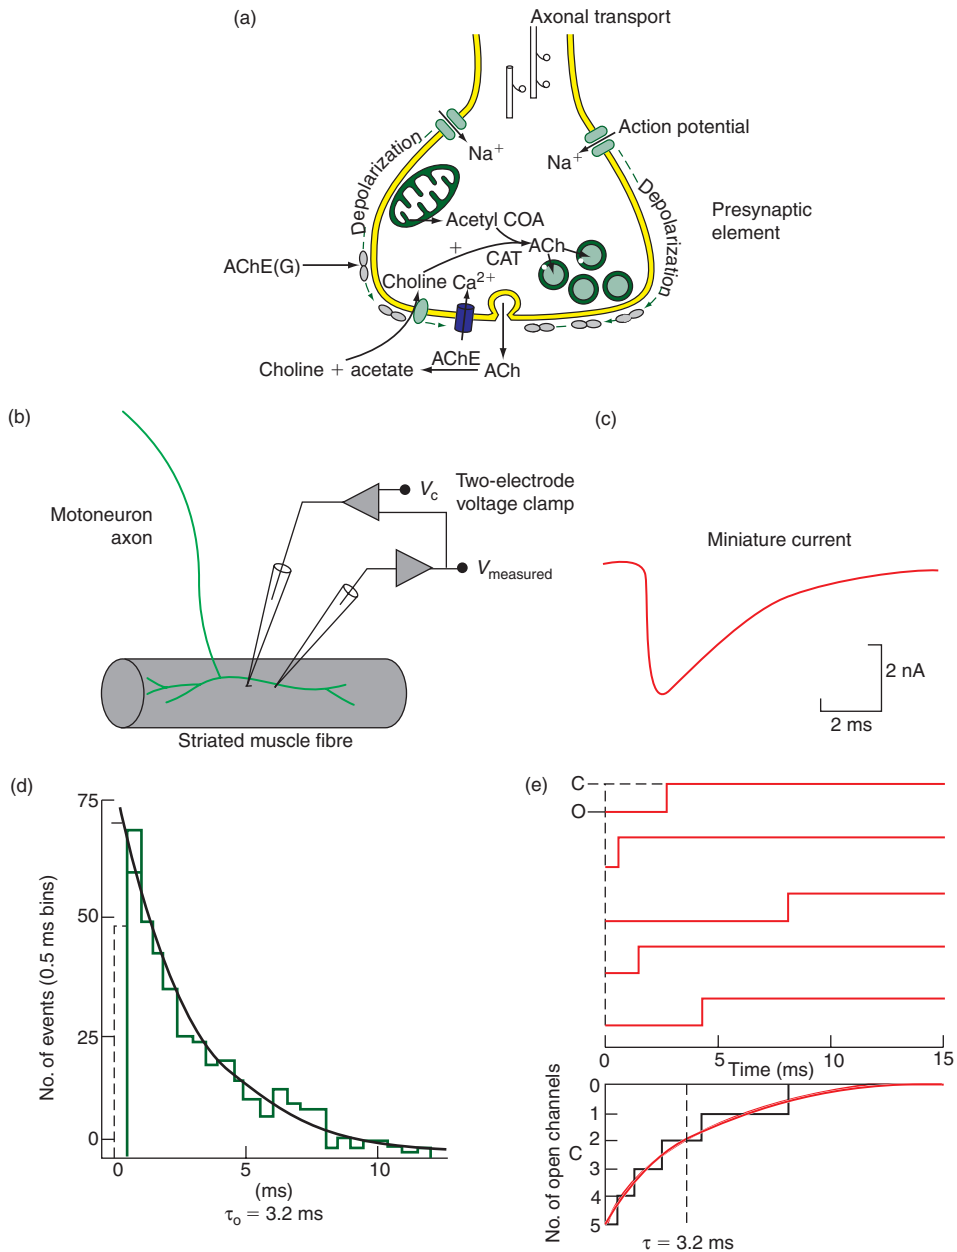 (a)
Axonal transport
Depolarization
Na⁺
Action potential
Na⁺
Depolarization
Presynaptic
element
Acetyl COA
+
CAT
ACh
AChE(G)
Choline
Ca²⁺
Choline + acetate
AChE
ACh
(b)
Motoneuron
axon
Vc
Two-electrode
voltage clamp
Vmeasured
Striated muscle fibre
(c)
Miniature current
2 nA
2 ms
(d)
No. of events (0.5 ms bins)
75
50
25
0
0
5
10
(ms)
τo = 3.2 ms
(e)
C
O
0
5
10
15
Time (ms)
No. of open channels
C
0
1
2
3
4
5
τ = 3.2 ms